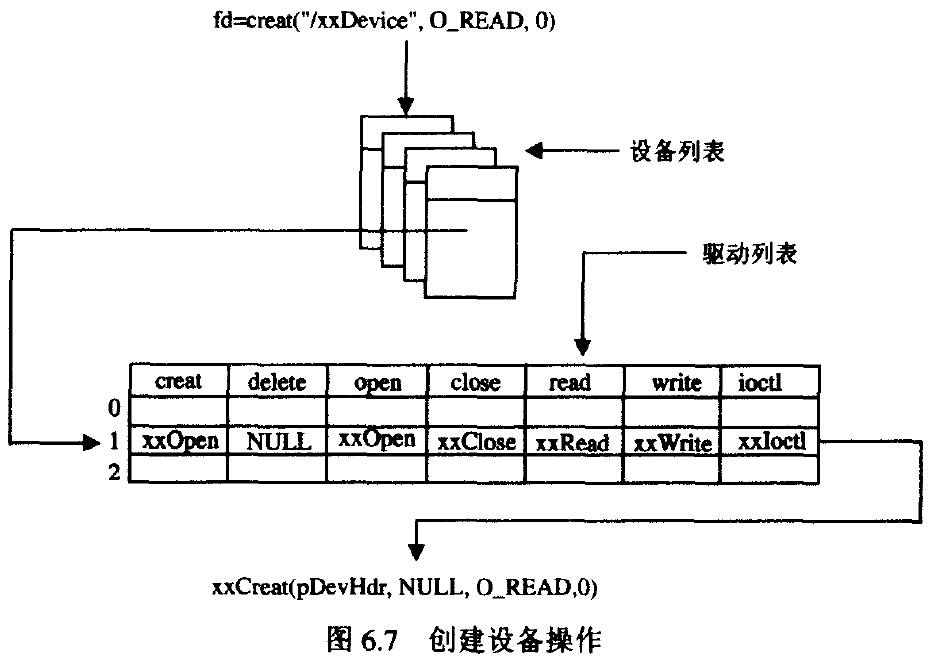 fd=creat("/xxDevice", O_READ, 0)
设备列表
驱动列表
creat delete open close read write ioctl
0
1 xxOpen NULL xxOpen xxClose xxRead xxWrite xxIoctl
2
xxCreat(pDevHdr, NULL, O_READ,0)
图 6.7 创建设备操作